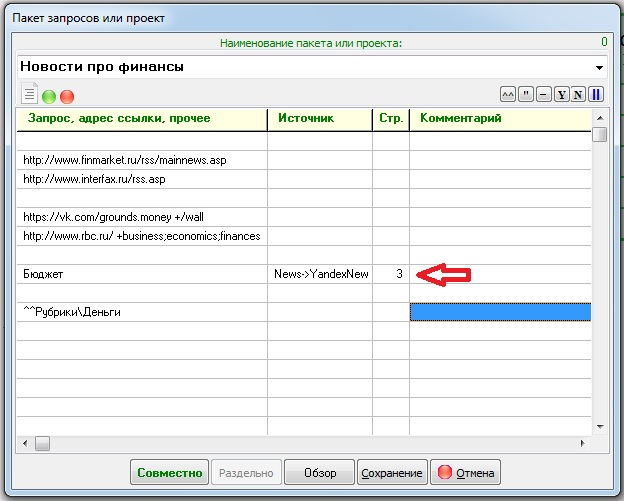 Пакет запросов или проект
Наименование пакета или проекта: 0
Новости про финансы
^^ " − Y N ||
Запрос, адрес ссылки, прочее Источник Стр. Комментарий
http://www.finmarket.ru/rss/mainnews.asp
http://www.interfax.ru/rss.asp
https://vk.com/grounds.money +/wall
http://www.rbc.ru/ +business;economics;finances
Бюджет News->YandexNew 3
^^Рубрики\Деньги
Совместно Раздельно Обзор Сохранение Отмена